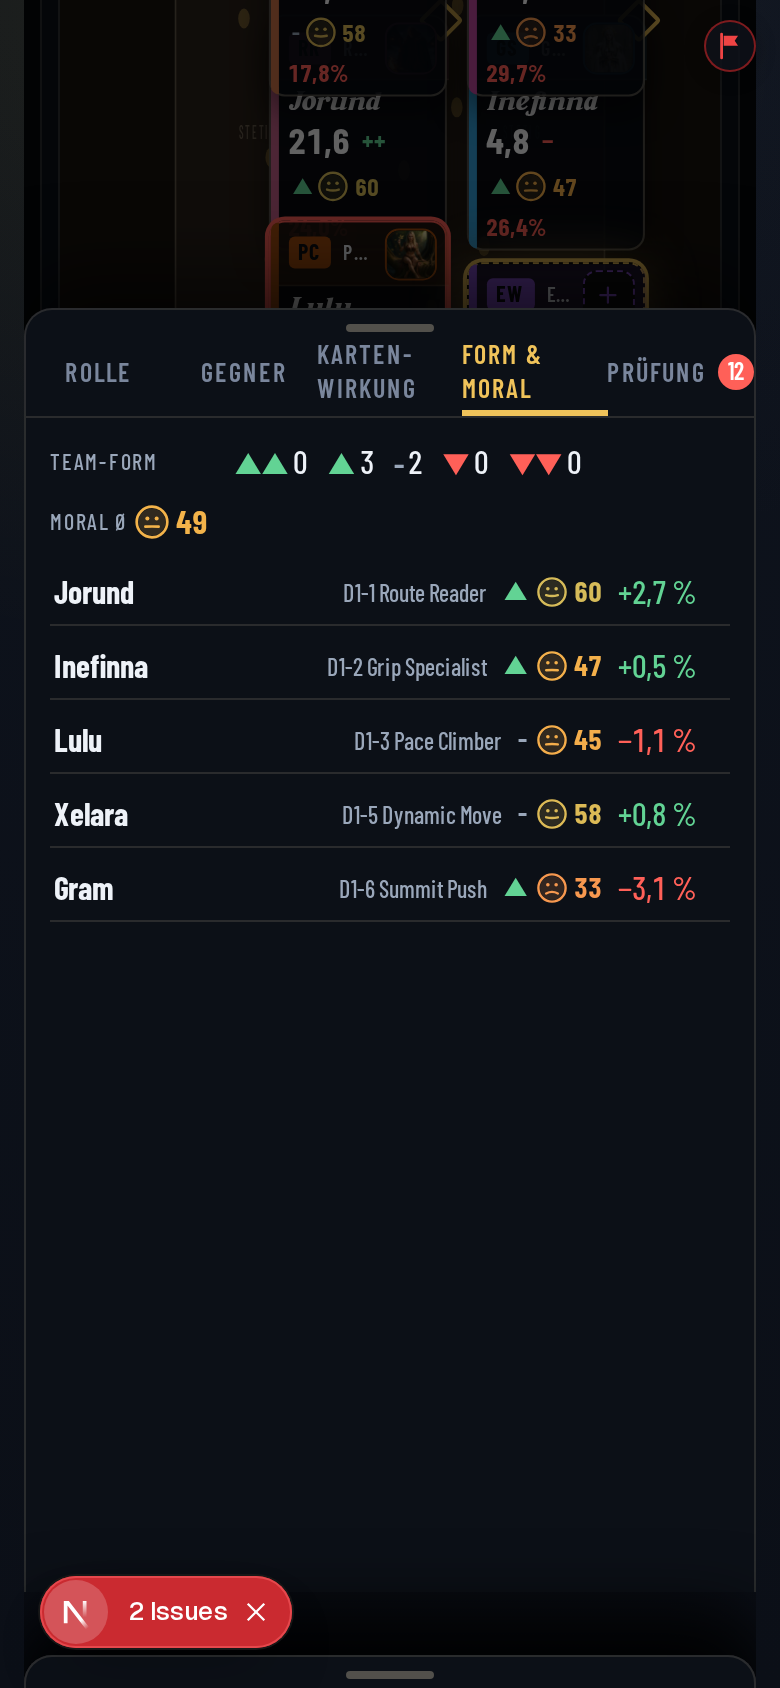 - 58 33
17,8% 29,7%
Jorund Inefinna
STETI
21,6 ++ 4,8 -
60 47
26,4%
PC P...
EW E... +
Lulu
ROLLE GEGNER KARTEN-WIRKUNG FORM & MORAL PRÜFUNG 12
TEAM-FORM 0 3 -2 0 0
MORAL Ø 49
Jorund D1-1 Route Reader 60 +2,7 %
Inefinna D1-2 Grip Specialist 47 +0,5 %
Lulu D1-3 Pace Climber - 45 −1,1 %
Xelara D1-5 Dynamic Move - 58 +0,8 %
Gram D1-6 Summit Push 33 −3,1 %
N 2 Issues